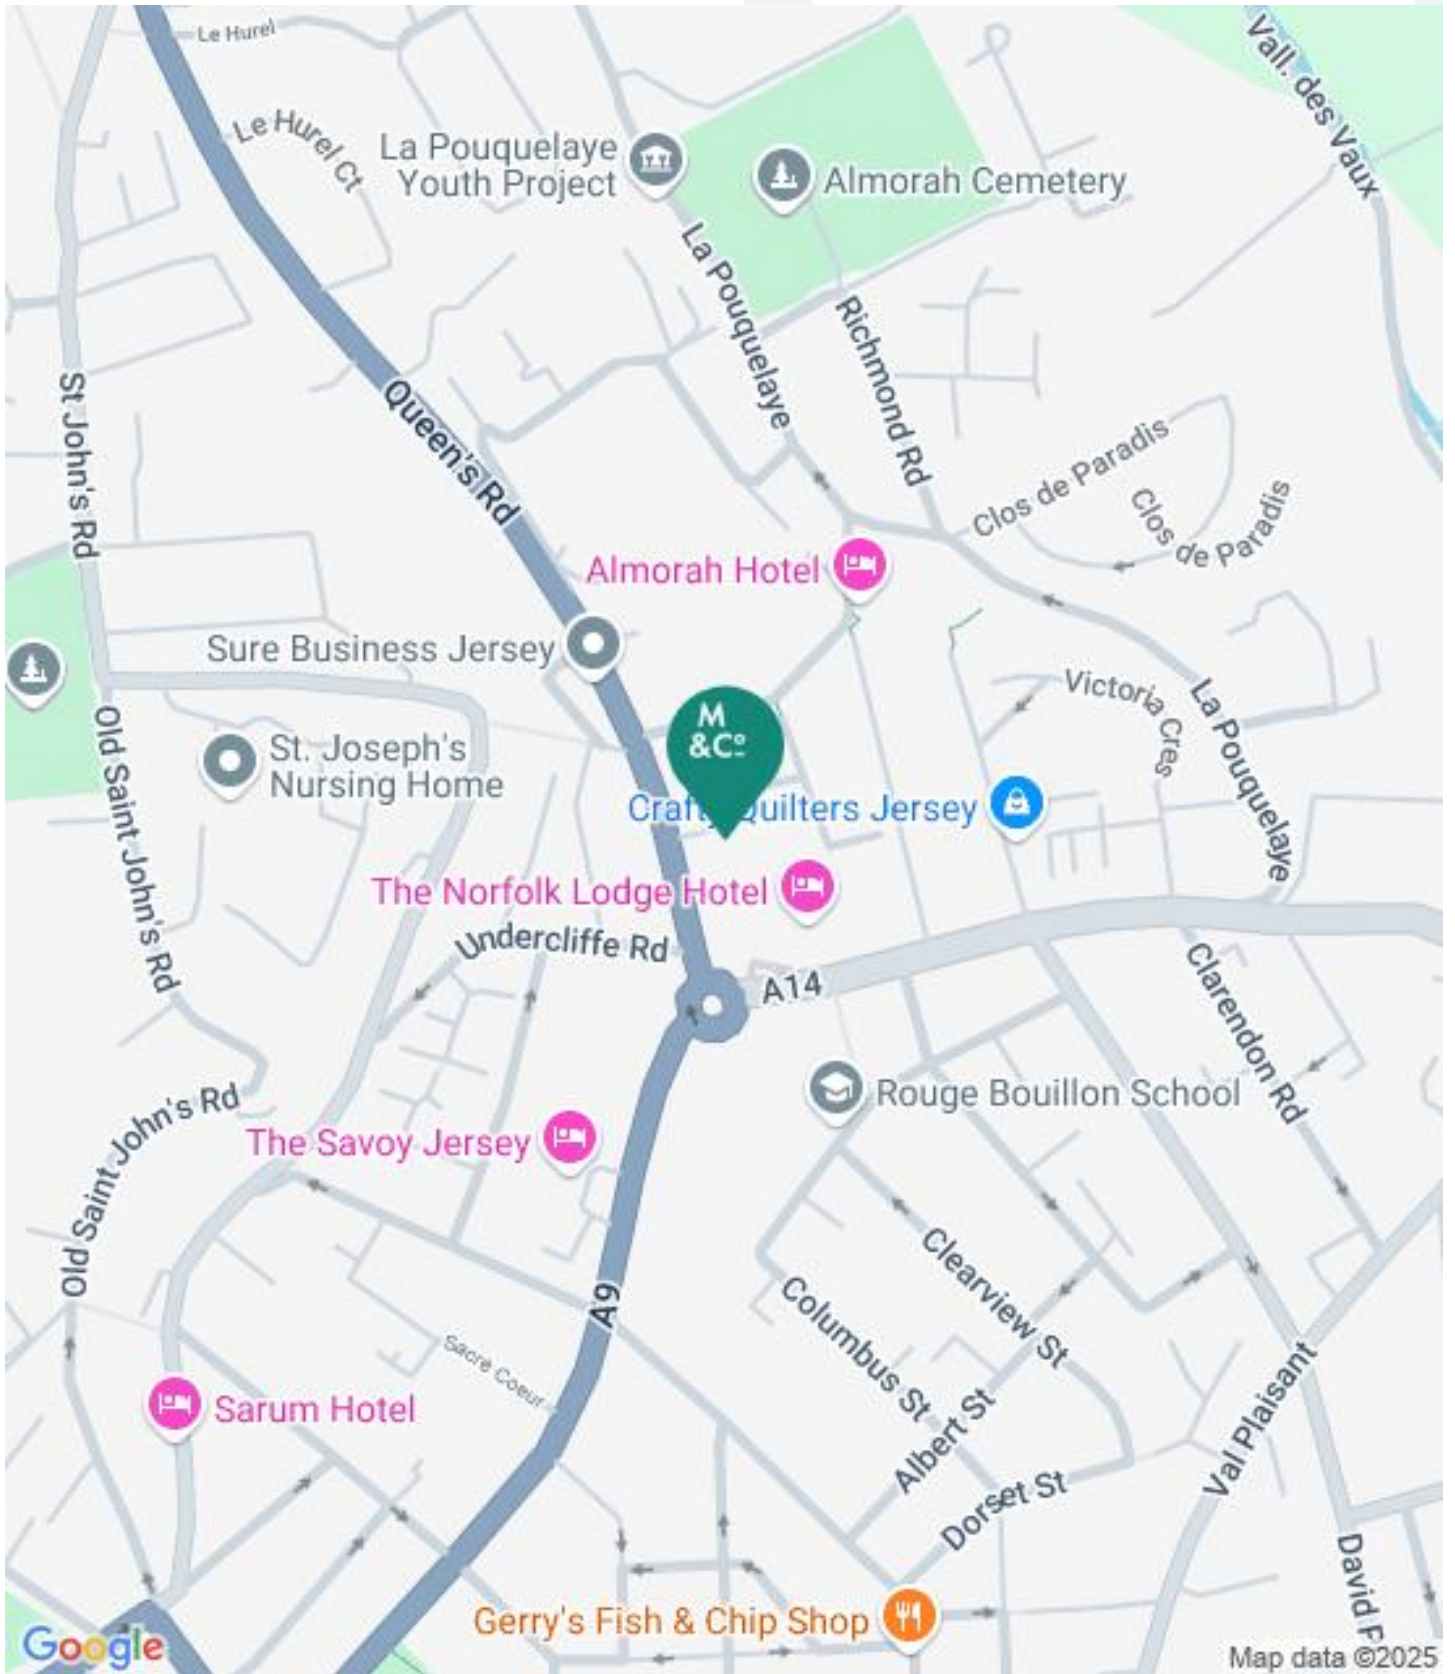 Le Hurel
Vall. des Vaux
Le Hurel Ct
La Pouquelaye
Youth Project
Almorah Cemetery
La Pouquelaye
Richmond Rd
St John's Rd
Queen's Rd
Clos de Paradis
Clos de Paradis
Almorah Hotel
Sure Business Jersey
Victoria Cres
La Pouquelaye
M
&Co
Old Saint John's Rd
St. Joseph's
Nursing Home
Crafty Quilters Jersey
The Norfolk Lodge Hotel
Undercliffe Rd
A14
Clarendon Rd
Rouge Bouillon School
Old Saint John's Rd
The Savoy Jersey
A9
Clearview St
Columbus St
Sacre Coeur
Albert St
Val Plaisant
Sarum Hotel
Dorset St
David F
Gerry's Fish & Chip Shop
Google
Map data ©2025